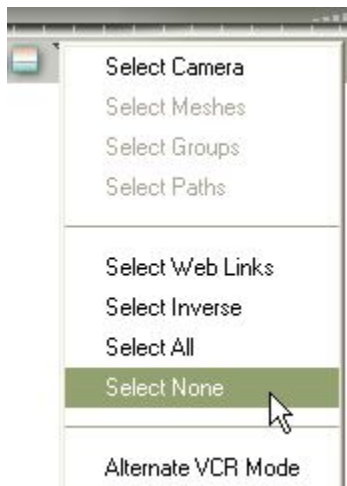 Select Camera
Select Meshes
Select Groups
Select Paths
Select Web Links
Select Inverse
Select All
Select None
Alternate VCR Mode